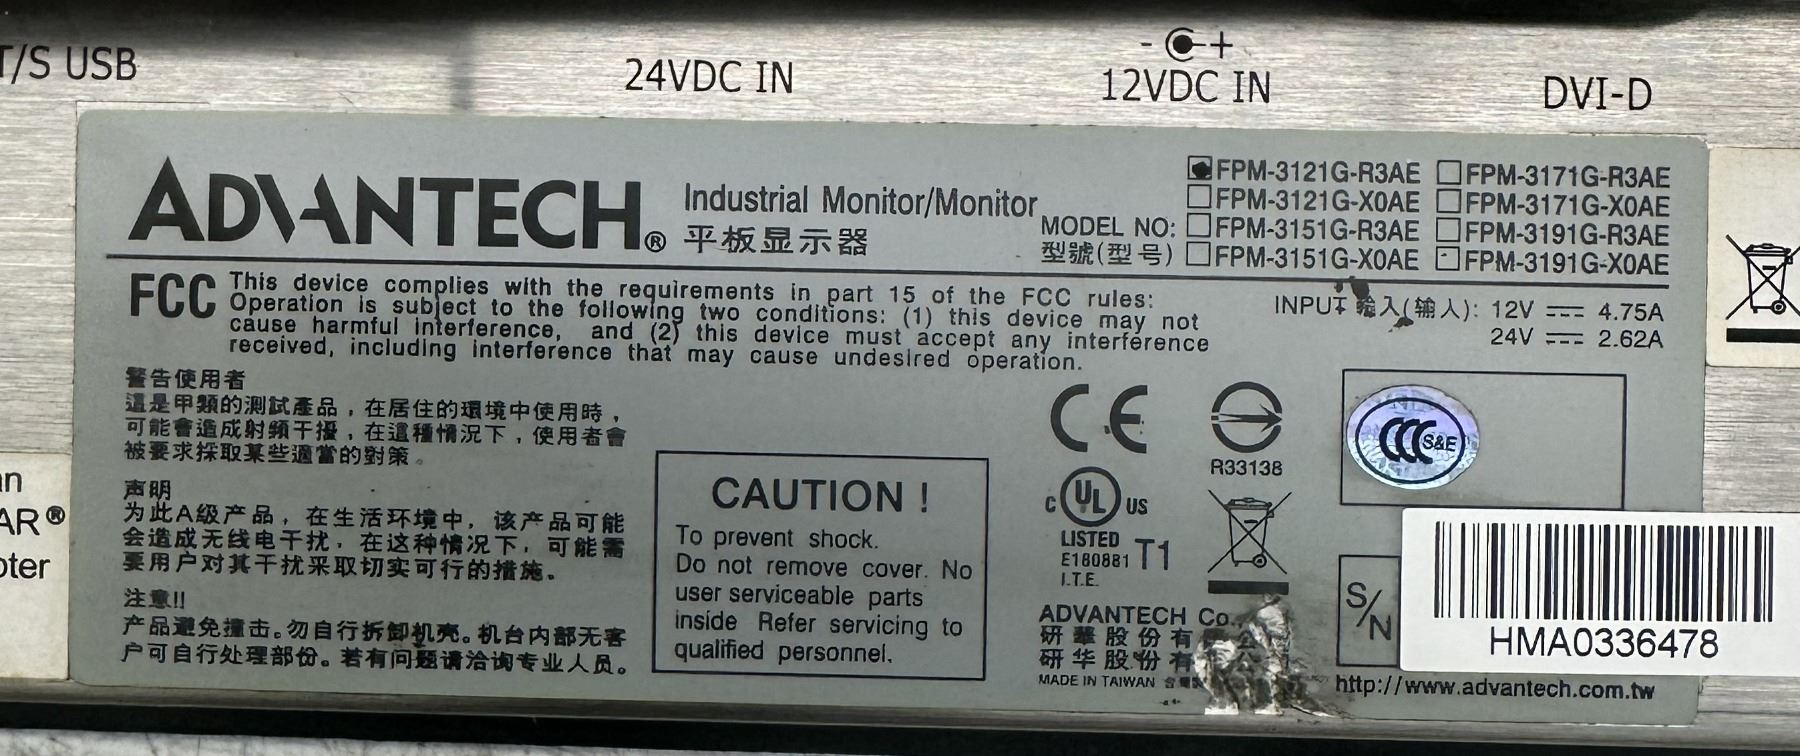 T/S USB
24VDC IN
- +
12VDC IN
DVI-D
ADVANTECH®
Industrial Monitor/Monitor
平板显示器
MODEL NO:
型號(型号)
FPM-3121G-R3AE FPM-3171G-R3AE
FPM-3121G-X0AE FPM-3171G-X0AE
FPM-3151G-R3AE FPM-3191G-R3AE
FPM-3151G-X0AE FPM-3191G-X0AE
FCC
This device complies with the requirements in part 15 of the FCC rules:
Operation is subject to the following two conditions: (1) this device may not
cause harmful interference, and (2) this device must accept any interference
received, including interference that may cause undesired operation.
INPUT 輸入(输入): 12V 4.75A
24V 2.62A
警告使用者
這是甲類的測試產品，在居住的環境中使用時，
可能會造成射頻干擾，在這種情況下，使用者會
被要求採取某些適當的對策。
声明
为此A级产品，在生活环境中，该产品可能
会造成无线电干扰，在这种情况下，可能需
要用户对其干扰采取切实可行的措施。
注意!!
产品避免撞击。勿自行拆卸机壳。机台内部无客
户可自行处理部份。若有问题请洽询专业人员。
CAUTION !
To prevent shock.
Do not remove cover. No
user serviceable parts
inside Refer servicing to
qualified personnel.
CE
R33138
C UL US
LISTED
E180881 T1
I.T.E.
CCC S&E
ADVANTECH Co.,
研華股份有 公
研华股份有 公
MADE IN TAIWAN 台灣製
S/N
HMA0336478
http://www.advantech.com.tw
an
AR®
pter